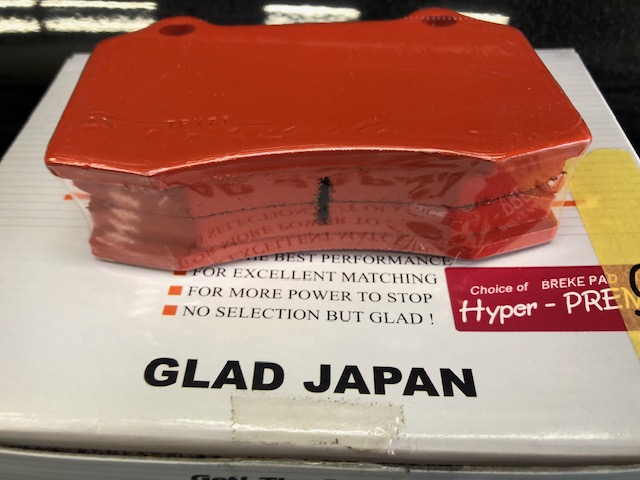 THE BEST PERFORMANCE
FOR EXCELLENT MATCHING
FOR MORE POWER TO STOP
NO SELECTION BUT GLAD !
Choice of BREKE PAD
Hyper - PREM
GLAD JAPAN